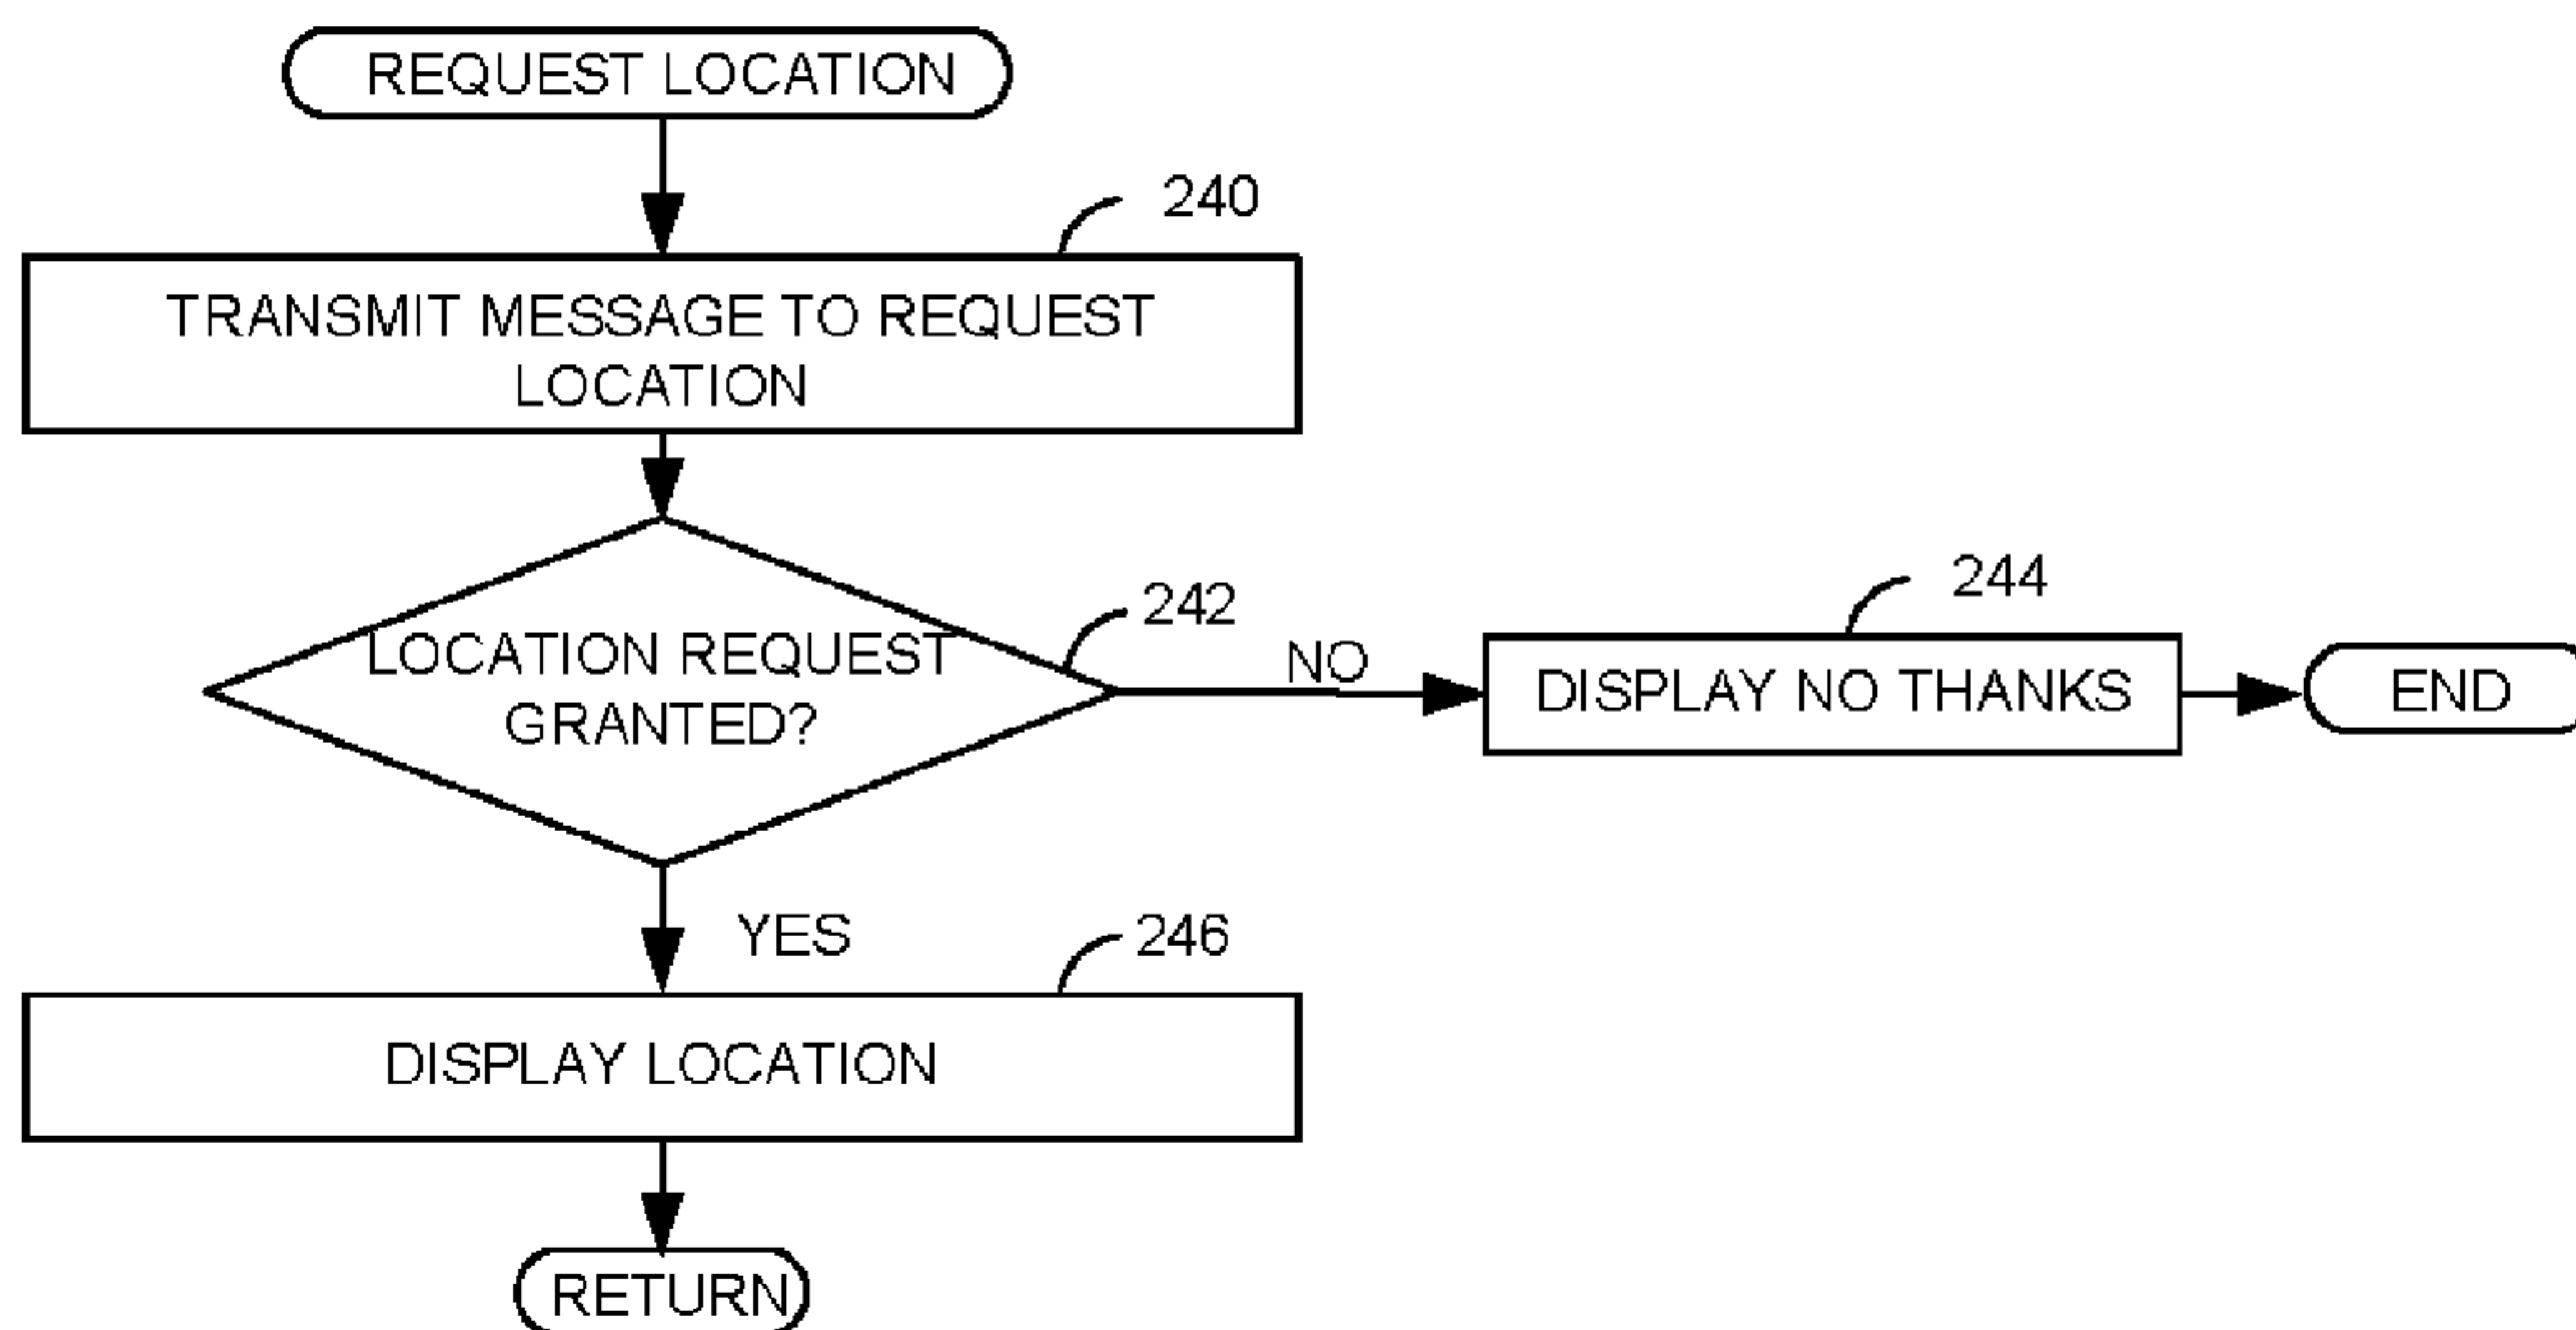 REQUEST LOCATION
240
TRANSMIT MESSAGE TO REQUEST
LOCATION
242
LOCATION REQUEST
GRANTED?
NO
244
DISPLAY NO THANKS
END
YES
246
DISPLAY LOCATION
RETURN